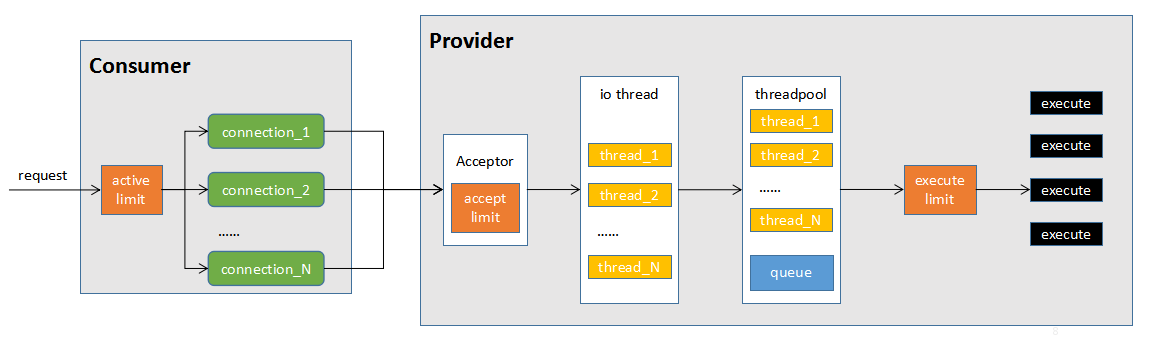 Provider
Consumer
request
active
limit
connection_1
connection_2
......
connection_N
Acceptor
accept
limit
io thread
thread_1
thread_2
......
thread_N
threadpool
thread_1
thread_2
......
thread_N
queue
execute
limit
execute
execute
execute
execute